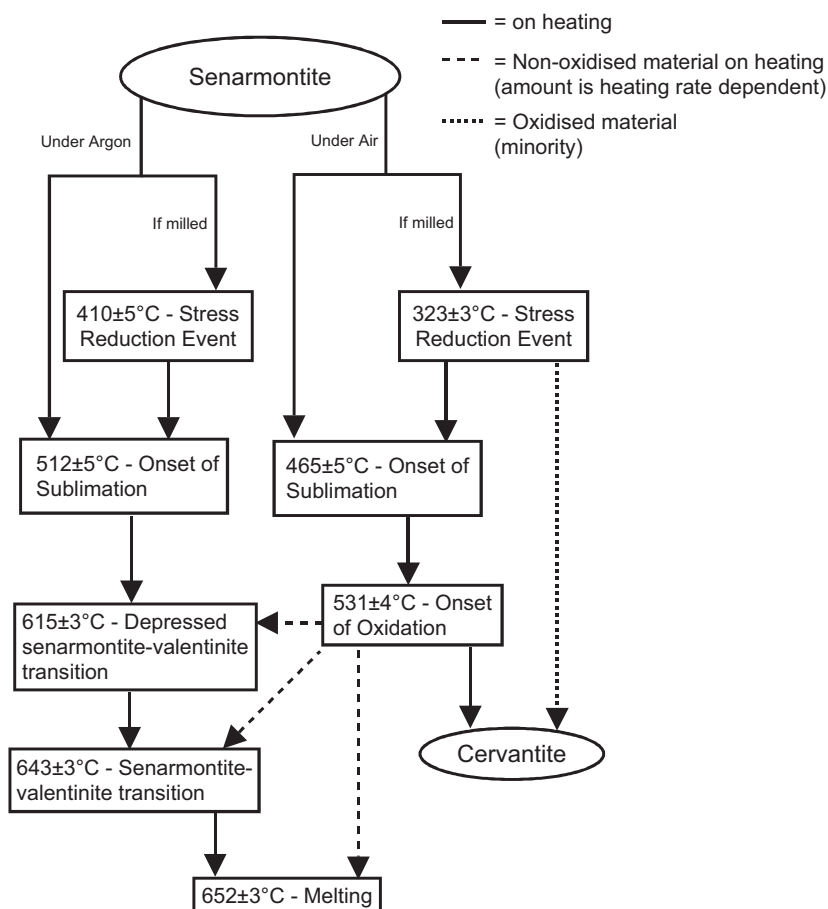 = on heating
Senarmontite
= Non-oxidised material on heating
(amount is heating rate dependent)
= Oxidised material
(minority)
Under Argon
Under Air
If milled
If milled
410±5°C - Stress
Reduction Event
323±3°C - Stress
Reduction Event
512±5°C - Onset of
Sublimation
465±5°C - Onset of
Sublimation
531±4°C - Onset
of Oxidation
615±3°C - Depressed
senarmontite-valentinite
transition
Cervantite
643±3°C - Senarmontite-
valentinite transition
652±3°C - Melting